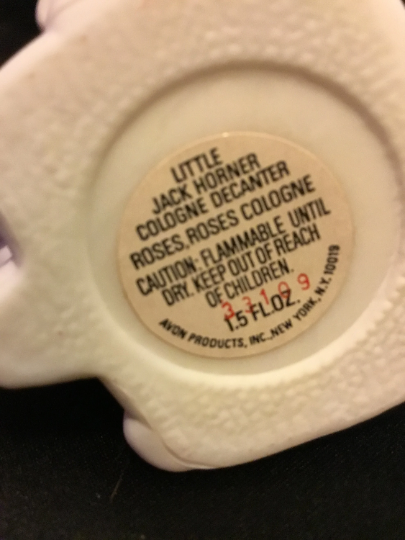 LITTLE
JACK HORNER
COLOGNE DECANTER
ROSES, ROSES COLOGNE
CAUTION: FLAMMABLE UNTIL
DRY. KEEP OUT OF REACH
OF CHILDREN.
1.5 FL.OZ.
AVON PRODUCTS, INC., NEW YORK, N.Y. 10019